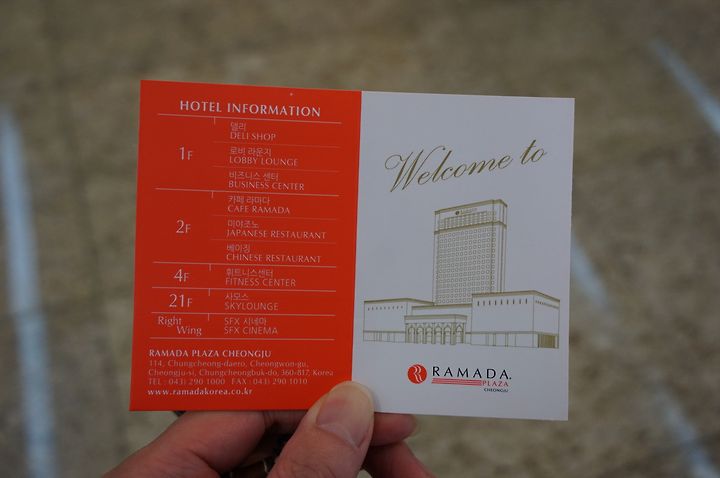 HOTEL INFORMATION
1F
델리
DELI SHOP
로비 라운지
LOBBY LOUNGE
비즈니스 센터
BUSINESS CENTER
2F
카페 라마다
CAFE RAMADA
미야조노
JAPANESE RESTAURANT
베이징
CHINESE RESTAURANT
4F
휘트니스센터
FITNESS CENTER
21F
사모스
SKYLOUNGE
Right Wing
SFX 시네마
SFX CINEMA
RAMADA PLAZA CHEONGJU
114, Chungcheong-daero, Cheongwon-gu,
Cheongju-si, Chungcheongbuk-do, 360-817, Korea
TEL : 043) 290 1000 FAX : 043) 290 1010
www.ramadakorea.co.kr
Welcome to
RAMADA.
PLAZA
CHEONGJU